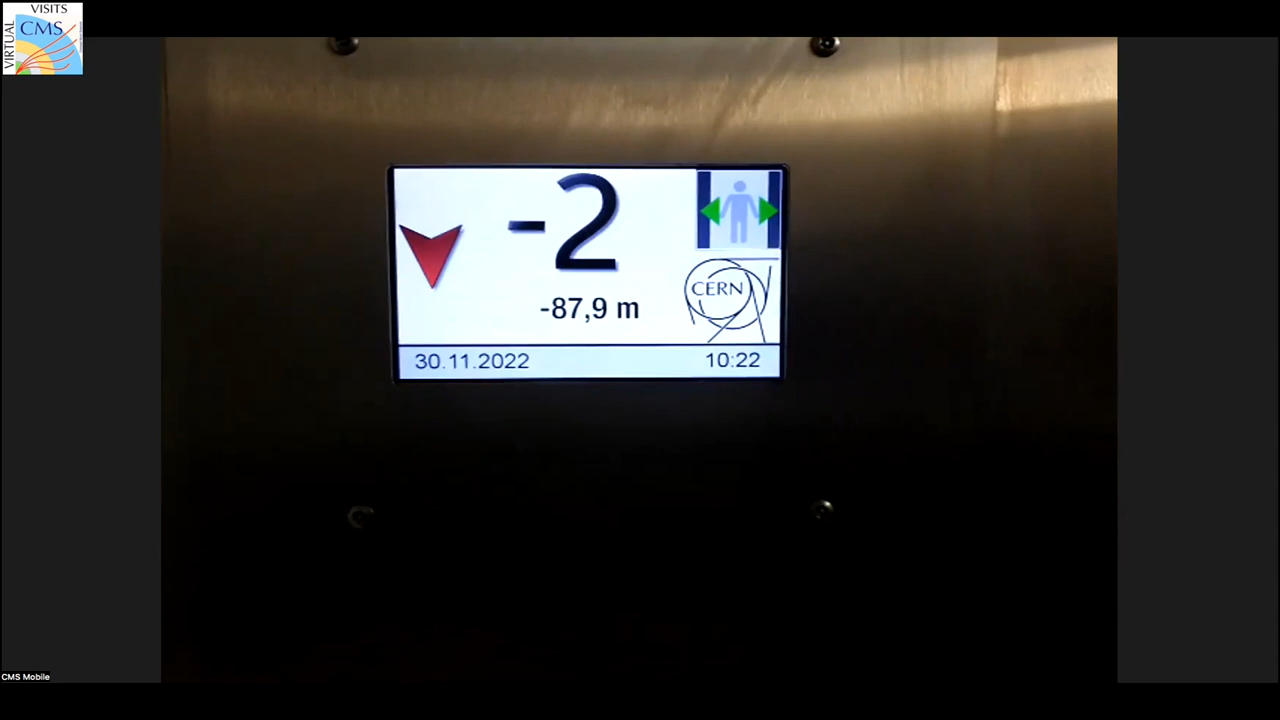 VISITS
CMS
VIRTUAL
-2
CERN
-87,9 m
30.11.2022
10:22
CMS Mobile